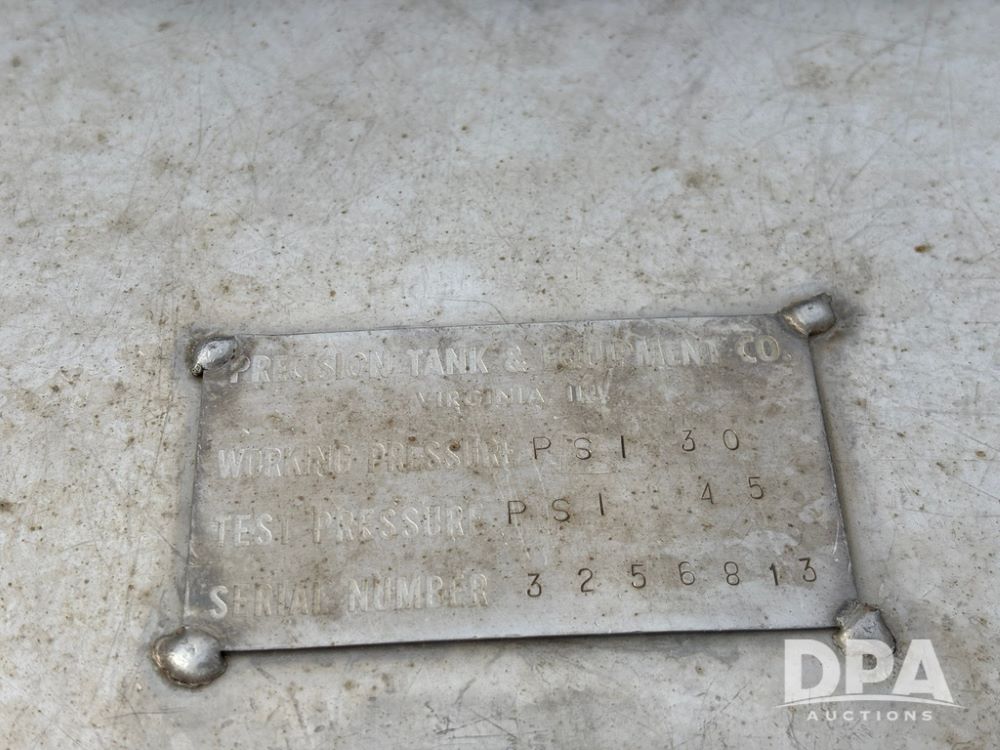 PRECISION TANK & EQUIPMENT CO.
VIRGINIA, ILL.
WORKING PRESSURE PSI 30
TEST PRESSURE PSI 45
SERIAL NUMBER 3256813
DPA
AUCTIONS